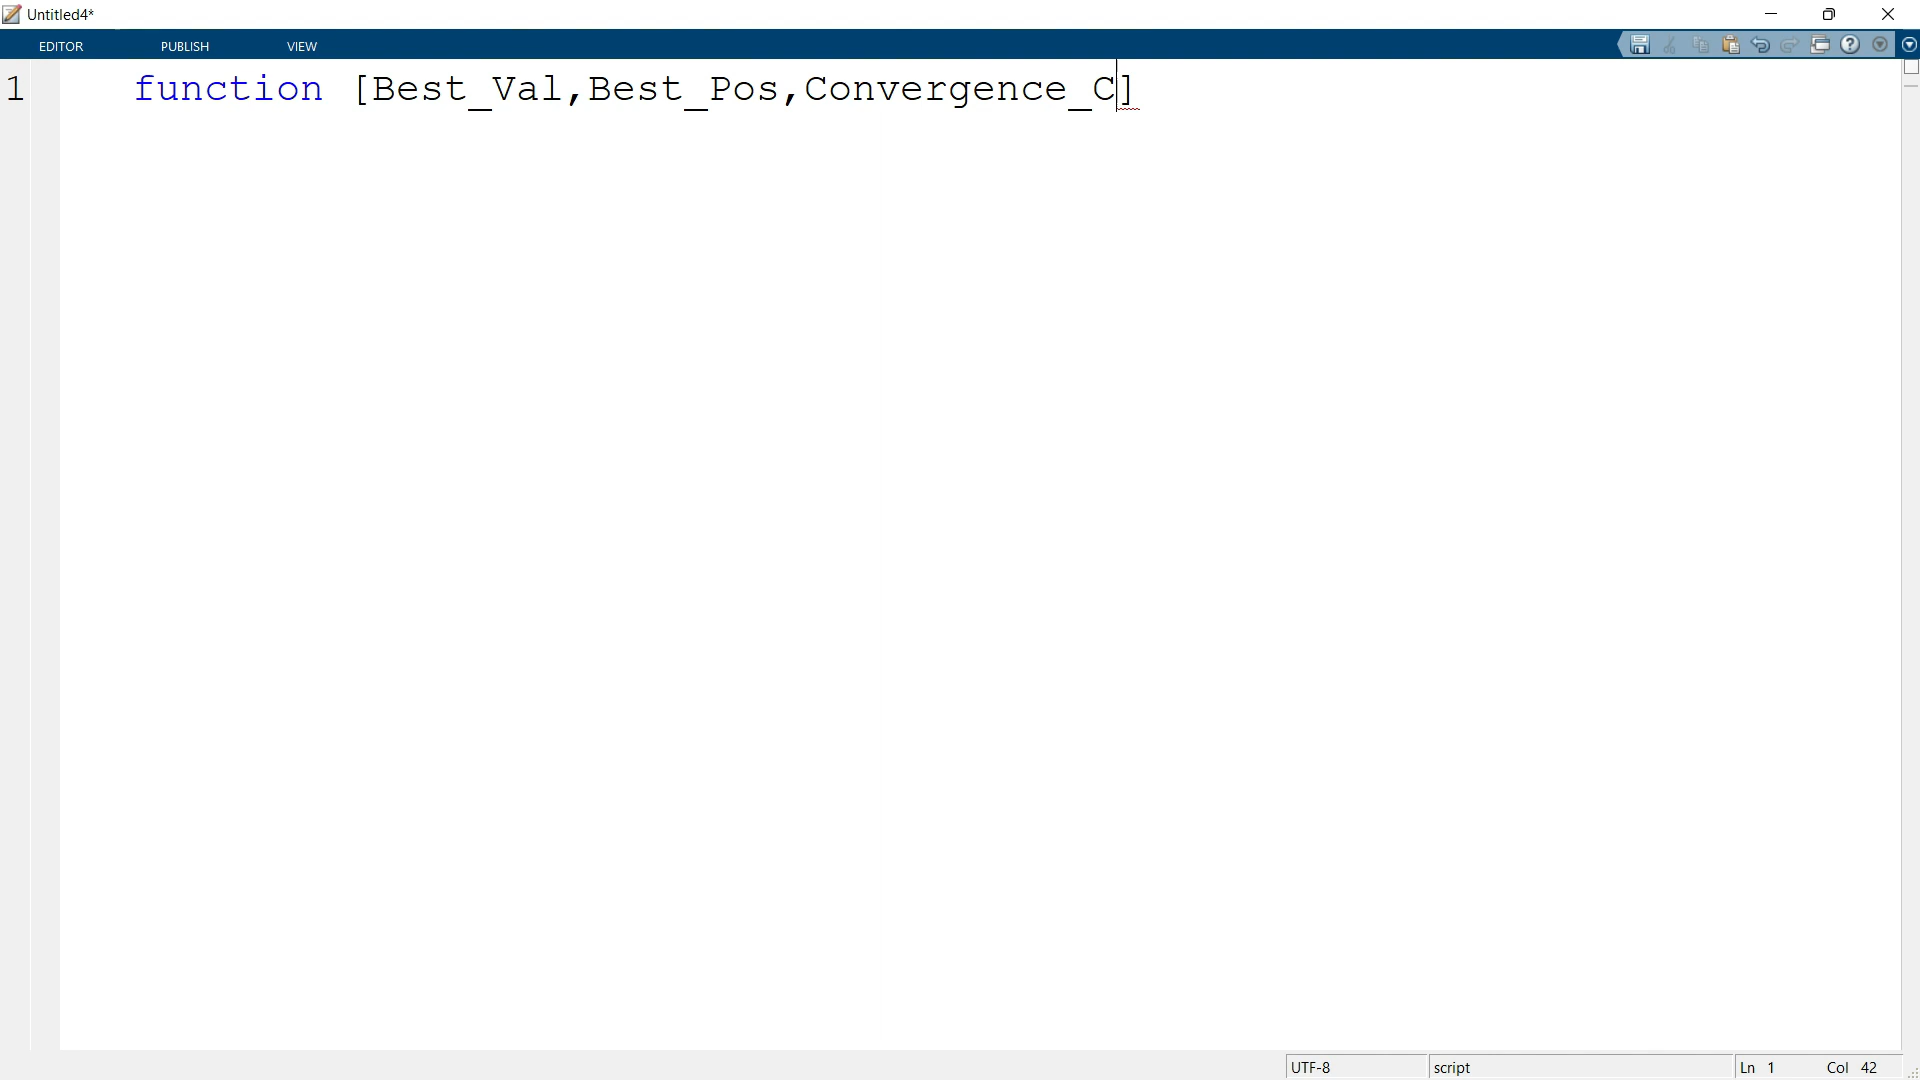 Untitled4*
EDITOR PUBLISH VIEW
1 function [Best_Val,Best_Pos,Convergence_C]
UTF-8 script Ln 1 Col 42